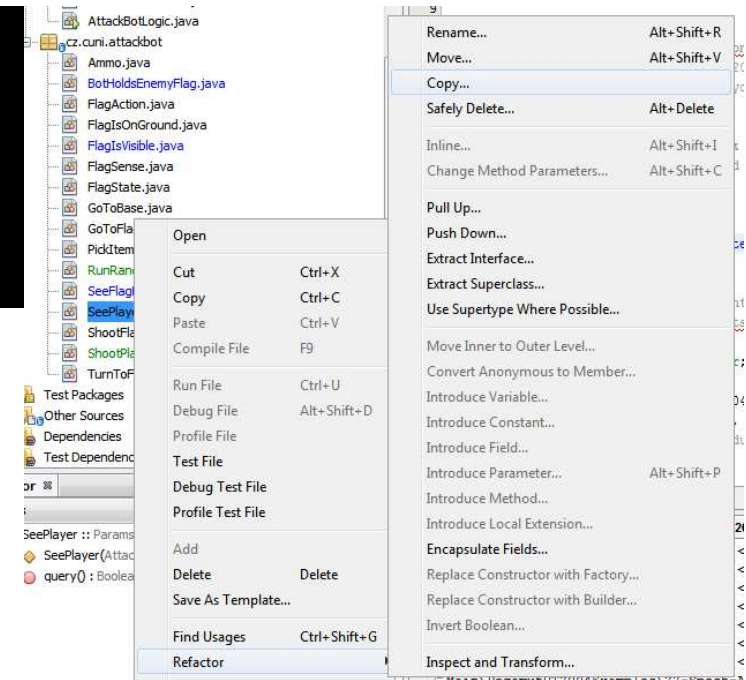 AttackBotLogic.java
cz.cuni.attackbot
Ammo.java
BotHoldsEnemyFlag.java
FlagAction.java
FlagIsOnGround.java
FlagIsVisible.java
FlagSense.java
FlagState.java
GoToBase.java
GoToFla
PickItem
RunRan
SeeFlag
SeePlay
ShootFla
ShootPla
TurnToF
Test Packages
Other Sources
Dependencies
Test Dependenc
or
SeePlayer :: Params
SeePlayer(Attac
query() : Boolea
Open
Cut Ctrl+X
Copy Ctrl+C
Paste Ctrl+V
Compile File F9
Run File Ctrl+U
Debug File Alt+Shift+D
Profile File
Test File
Debug Test File
Profile Test File
Add
Delete Delete
Save As Template...
Find Usages Ctrl+Shift+G
Refactor
9
Rename... Alt+Shift+R
Move... Alt+Shift+V
Copy...
Safely Delete... Alt+Delete
Inline... Alt+Shift+I
Change Method Parameters... Alt+Shift+C
Pull Up...
Push Down...
Extract Interface...
Extract Superclass...
Use Supertype Where Possible...
Move Inner to Outer Level...
Convert Anonymous to Member...
Introduce Variable...
Introduce Constant...
Introduce Field...
Introduce Parameter... Alt+Shift+P
Introduce Method...
Introduce Local Extension...
Encapsulate Fields...
Replace Constructor with Factory...
Replace Constructor with Builder...
Invert Boolean...
Inspect and Transform...